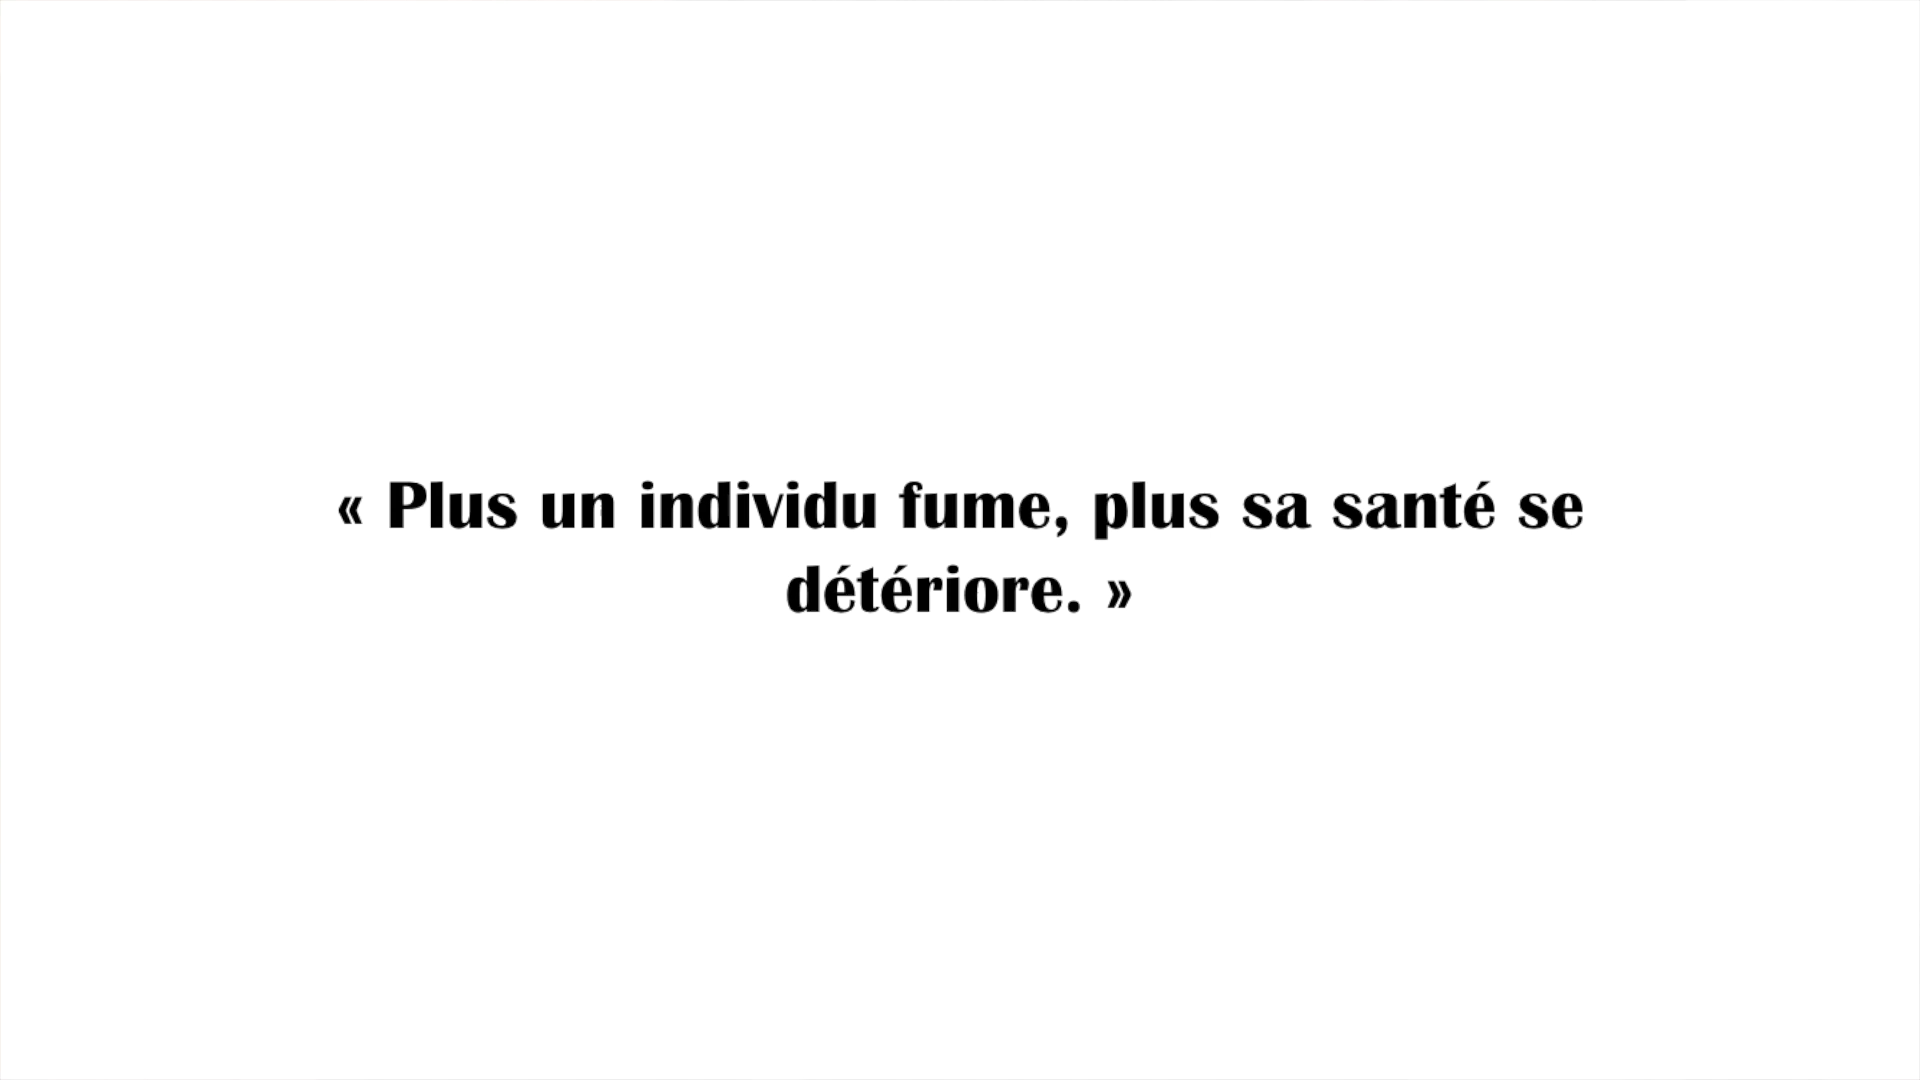 « Plus un individu fume, plus sa santé se
détériore. »